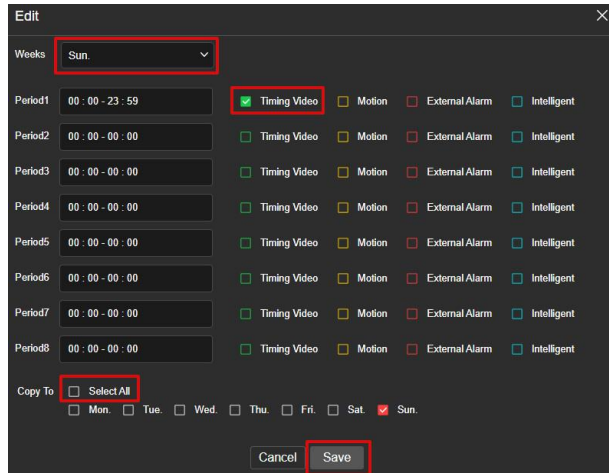 Edit
Weeks Sun.
Period1 00 : 00 - 23 : 59 Timing Video Motion External Alarm Intelligent
Period2 00 : 00 - 00 : 00 Timing Video Motion External Alarm Intelligent
Period3 00 : 00 - 00 : 00 Timing Video Motion External Alarm Intelligent
Period4 00 : 00 - 00 : 00 Timing Video Motion External Alarm Intelligent
Period5 00 : 00 - 00 : 00 Timing Video Motion External Alarm Intelligent
Period6 00 : 00 - 00 : 00 Timing Video Motion External Alarm Intelligent
Period7 00 : 00 - 00 : 00 Timing Video Motion External Alarm Intelligent
Period8 00 : 00 - 00 : 00 Timing Video Motion External Alarm Intelligent
Copy To Select All
Mon. Tue. Wed. Thu. Fri. Sat. Sun.
Cancel Save